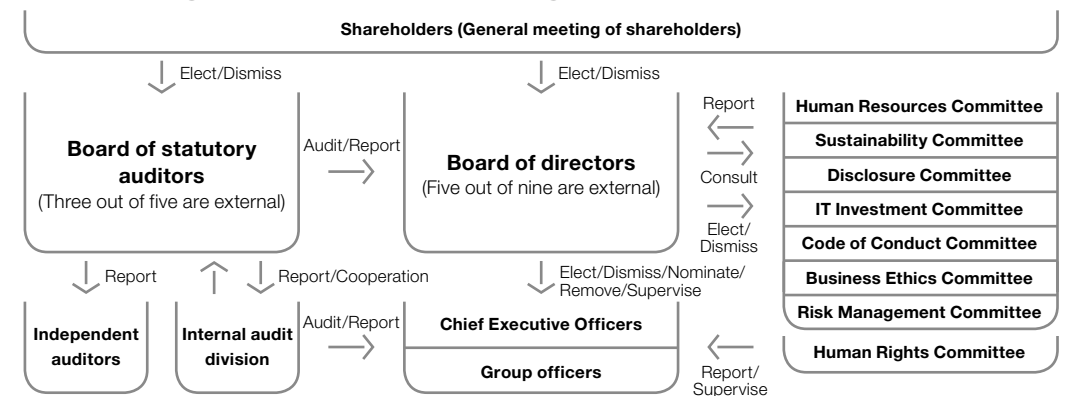 Shareholders (General meeting of shareholders)
Elect/Dismiss
Elect/Dismiss
Board of statutory
auditors
(Three out of five are external)
Audit/Report
Board of directors
(Five out of nine are external)
Report
Consult
Elect/
Dismiss
Human Resources Committee
Sustainability Committee
Disclosure Committee
IT Investment Committee
Code of Conduct Committee
Business Ethics Committee
Risk Management Committee
Report
Report/Cooperation
Elect/Dismiss/Nominate/
Remove/Supervise
Independent
auditors
Internal audit
division
Audit/Report
Chief Executive Officers
Group officers
Report/
Supervise
Human Rights Committee